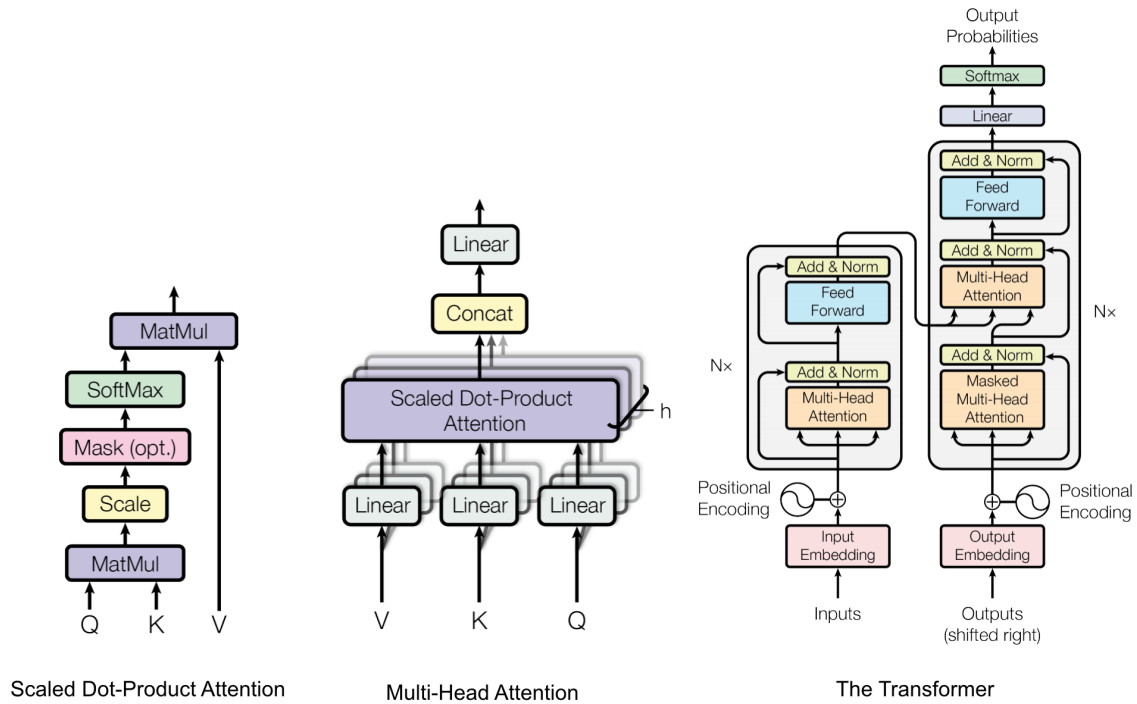 MatMul
SoftMax
Mask (opt.)
Scale
MatMul
Q K V
Scaled Dot-Product Attention
Linear
Concat
Scaled Dot-Product
Attention
h
Linear Linear Linear
V K Q
Multi-Head Attention
Output
Probabilities
Softmax
Linear
Add & Norm
Feed
Forward
Add & Norm
Multi-Head
Attention
Nx
Add & Norm
Masked
Multi-Head
Attention
Positional
Encoding
Output
Embedding
Outputs
(shifted right)
Add & Norm
Feed
Forward
N×
Add & Norm
Multi-Head
Attention
Positional
Encoding
Input
Embedding
Inputs
The Transformer